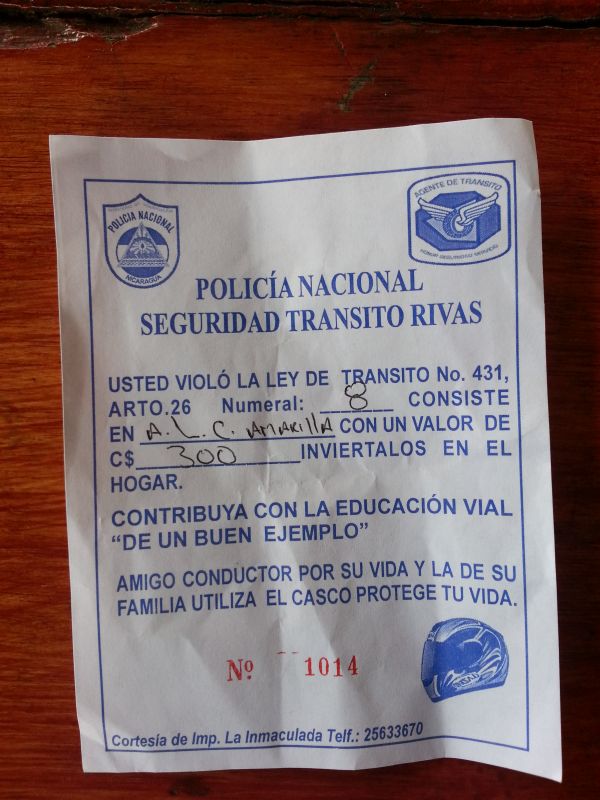 POLICIA NACIONAL
NICARAGUA
AGENTE DE TRANSITO
HONOR SEGURIDAD SERVICIO
POLICÍA NACIONAL
SEGURIDAD TRANSITO RIVAS
USTED VIOLÓ LA LEY DE TRANSITO No. 431,
ARTO.26 Numeral: 8 CONSISTE
EN A. L. C. AMARILLA CON UN VALOR DE
C$ 300 INVIERTALOS EN EL
HOGAR.
CONTRIBUYA CON LA EDUCACIÓN VIAL
“DE UN BUEN EJEMPLO”
AMIGO CONDUCTOR POR SU VIDA Y LA DE SU
FAMILIA UTILIZA EL CASCO PROTEGE TU VIDA.
Nº 1014
Cortesía de Imp. La Inmaculada Telf.: 25633670